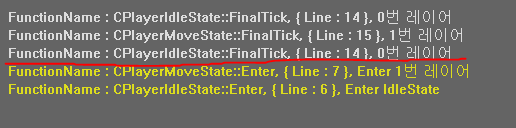 FunctionName : CPlayerIdleState::FinalTick, { Line : 14 }, 0번 레이어
FunctionName : CPlayerMoveState::FinalTick, { Line : 15 }, 1번 레이어
FunctionName : CPlayerIdleState::FinalTick, { Line : 14 }, 0번 레이어
FunctionName : CPlayerMoveState::Enter, { Line : 7 }, Enter 1번 레이어
FunctionName : CPlayerIdleState::Enter, { Line : 6 }, Enter IdleState